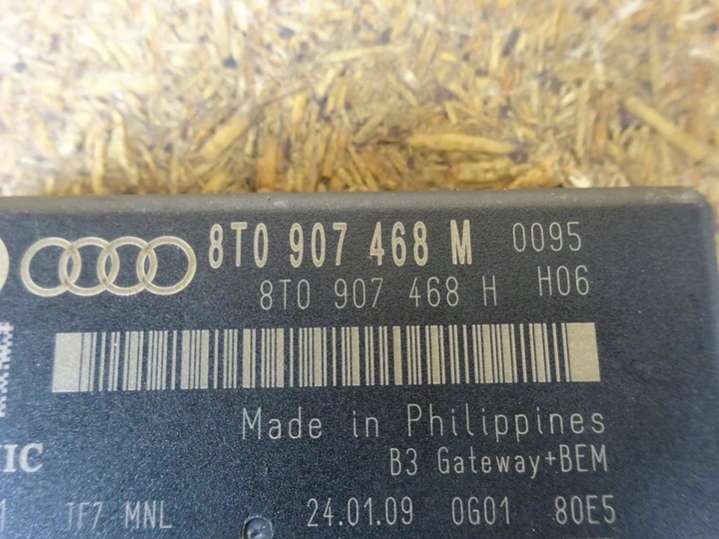 8T0 907 468 M 0095
8T0 907 468 H H06
Made in Philippines
B3 Gateway+BEM
TF7 MNL 24.01.09 0G01 80E5